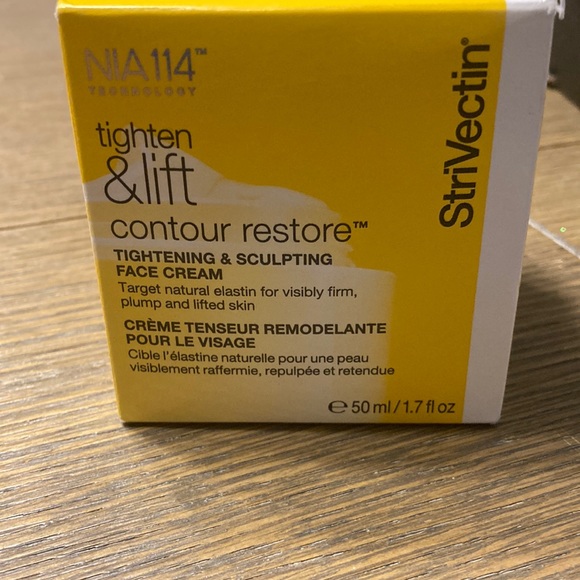 NIA114™
TECHNOLOGY
tighten
&lift
contour restore™
TIGHTENING & SCULPTING
FACE CREAM
Target natural elastin for visibly firm,
plump and lifted skin
CRÈME TENSEUR REMODELANTE
POUR LE VISAGE
Cible l'élastine naturelle pour une peau
visiblement raffermie, repulpée et retendue
℮ 50 ml / 1.7 fl oz
StriVectin®